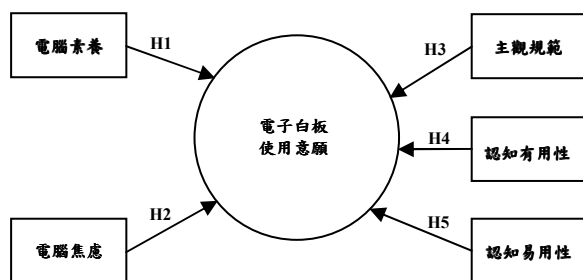 電腦素養
H1
H3
主觀規範
電子白板
使用意願
H4
認知有用性
電腦焦慮
H2
H5
認知易用性